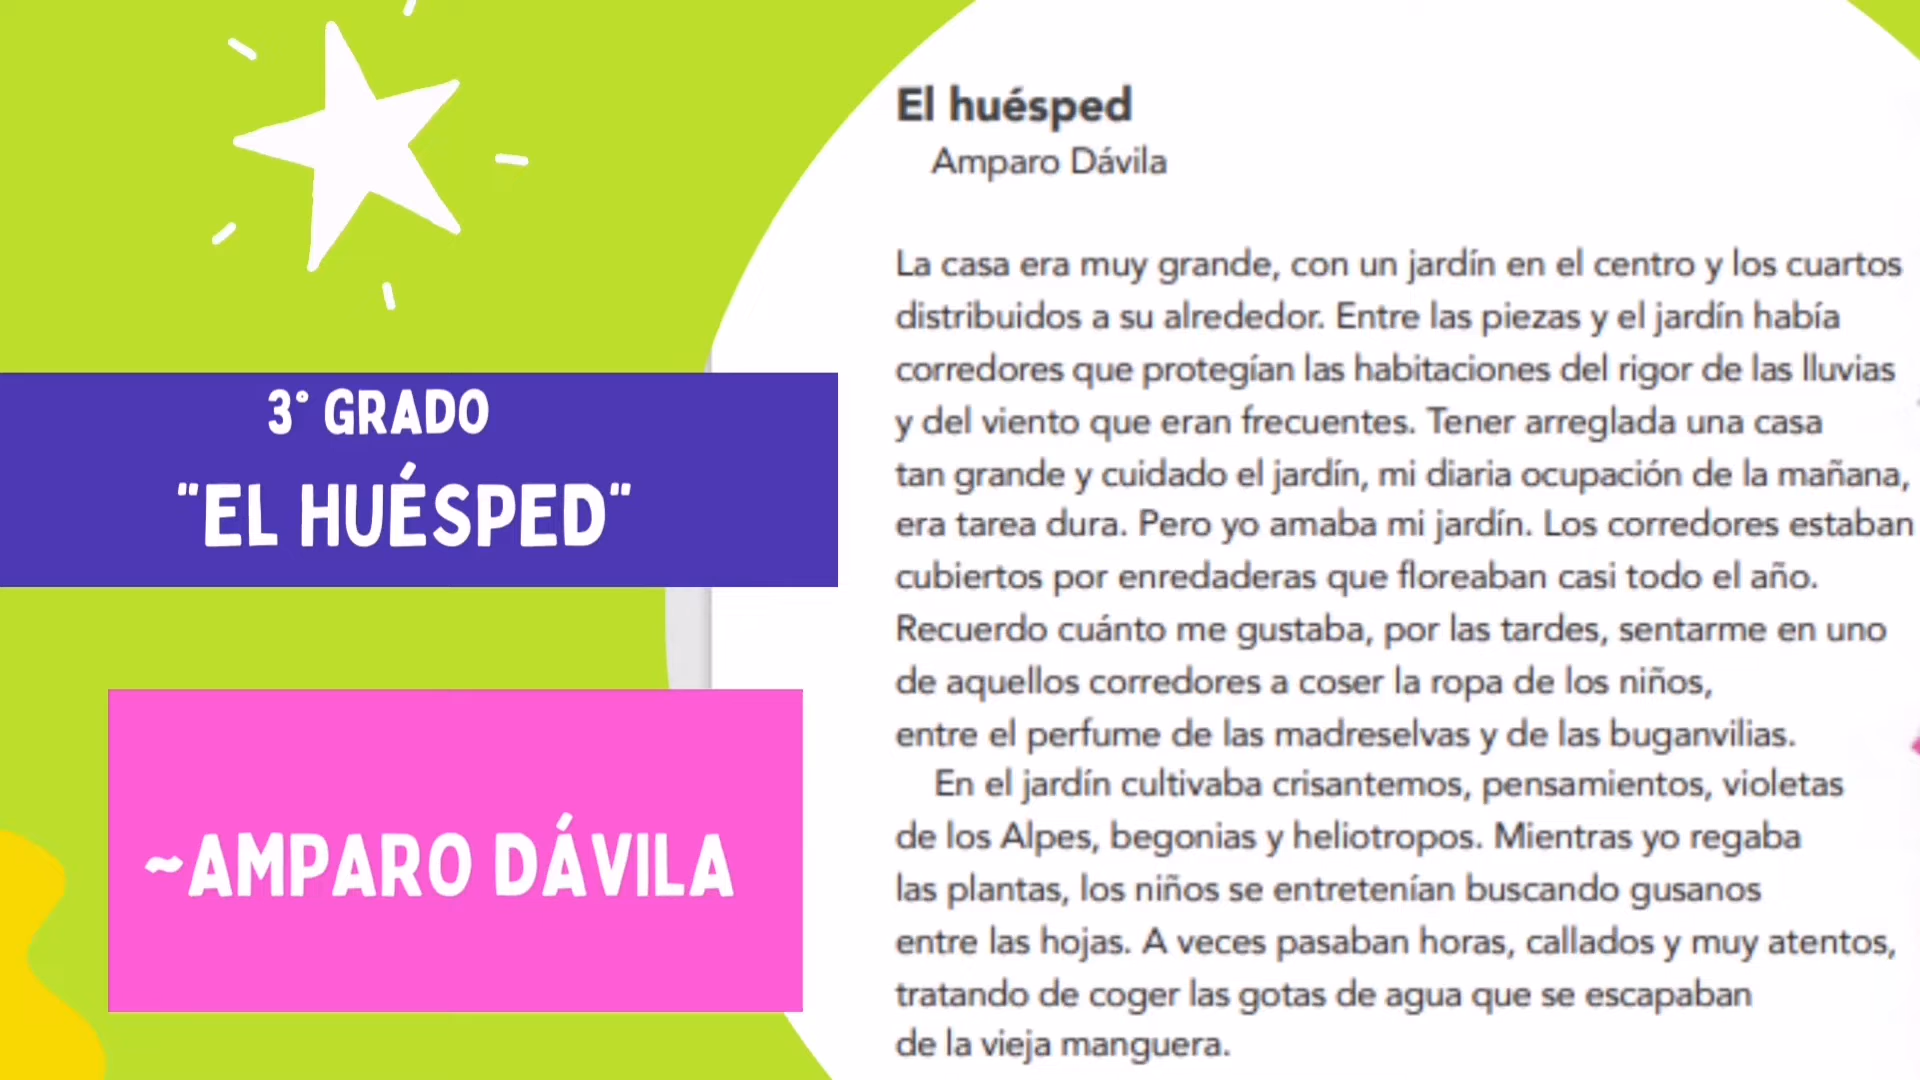 3° GRADO
"EL HUÉSPED"
~AMPARO DÁVILA
El huésped
Amparo Dávila
La casa era muy grande, con un jardín en el centro y los cuartos
distribuidos a su alrededor. Entre las piezas y el jardín había
corredores que protegían las habitaciones del rigor de las lluvias
y del viento que eran frecuentes. Tener arreglada una casa
tan grande y cuidado el jardín, mi diaria ocupación de la mañana,
era tarea dura. Pero yo amaba mi jardín. Los corredores estaban
cubiertos por enredaderas que floreaban casi todo el año.
Recuerdo cuánto me gustaba, por las tardes, sentarme en uno
de aquellos corredores a coser la ropa de los niños,
entre el perfume de las madreselvas y de las buganvilias.
En el jardín cultivaba crisantemos, pensamientos, violetas
de los Alpes, begonias y heliotropos. Mientras yo regaba
las plantas, los niños se entretenían buscando gusanos
entre las hojas. A veces pasaban horas, callados y muy atentos,
tratando de coger las gotas de agua que se escapaban
de la vieja manguera.